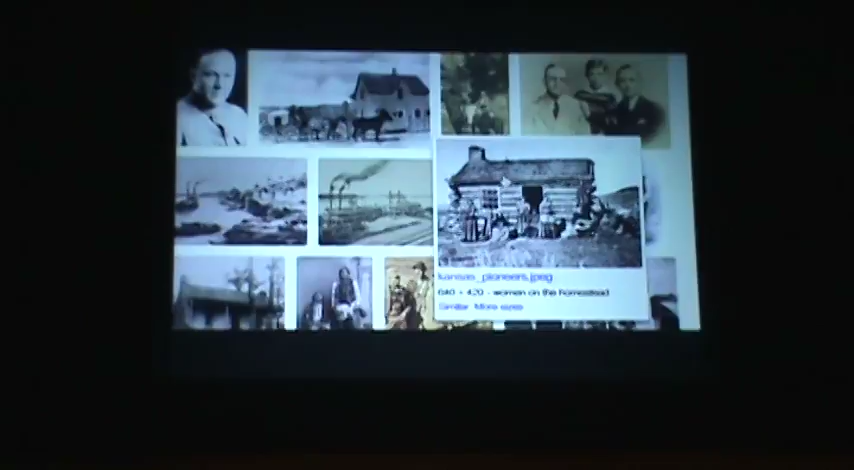 kansas_pioneers.jpeg
640 × 420 - women on the homestead
Similar More sizes